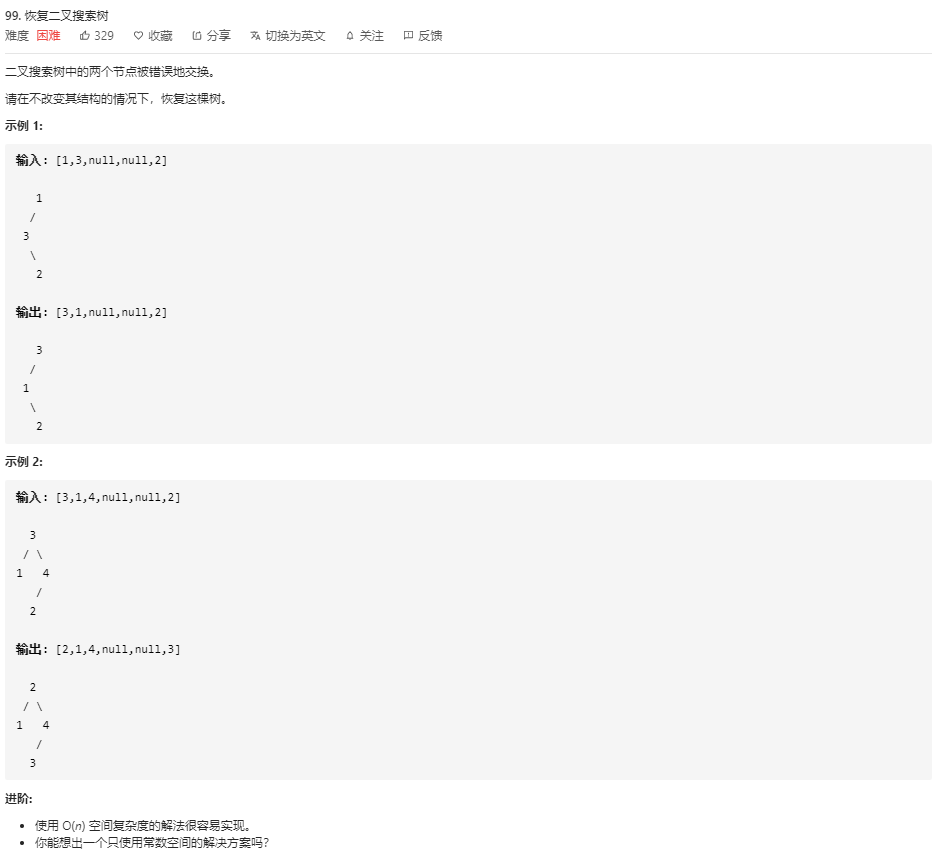 99. 恢复二叉搜索树
难度 困难 329 收藏 分享 切换为英文 关注 反馈
二叉搜索树中的两个节点被错误地交换。
请在不改变其结构的情况下，恢复这棵树。
示例 1:
输入: [1,3,null,null,2]
1
/
3
\
2
输出: [3,1,null,null,2]
3
/
1
\
2
示例 2:
输入: [3,1,4,null,null,2]
3
/ \
1 4
/
2
输出: [2,1,4,null,null,3]
2
/ \
1 4
/
3
进阶:
• 使用 O(n) 空间复杂度的解法很容易实现。
• 你能想出一个只使用常数空间的解决方案吗?